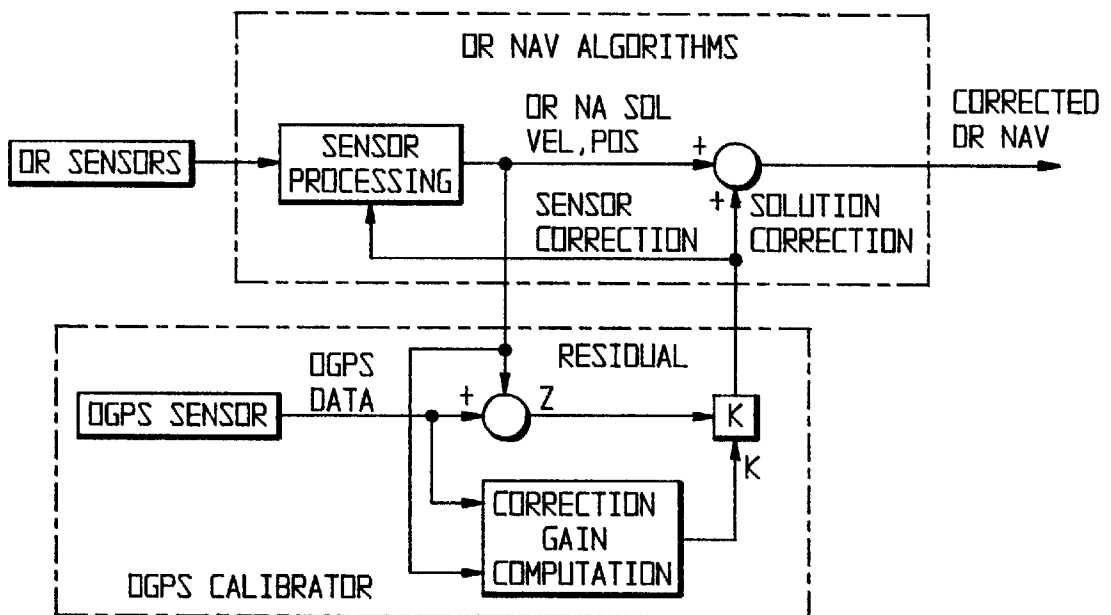 DR NAV ALGORITHMS
DR SENSORS
SENSOR
PROCESSING
DR NA SOL
VEL,POS
+
+
CORRECTED
DR NAV
SENSOR
CORRECTION
SOLUTION
CORRECTION
DGPS SENSOR
DGPS
DATA
+
RESIDUAL
Z
K
K
CORRECTION
GAIN
COMPUTATION
DGPS CALIBRATOR